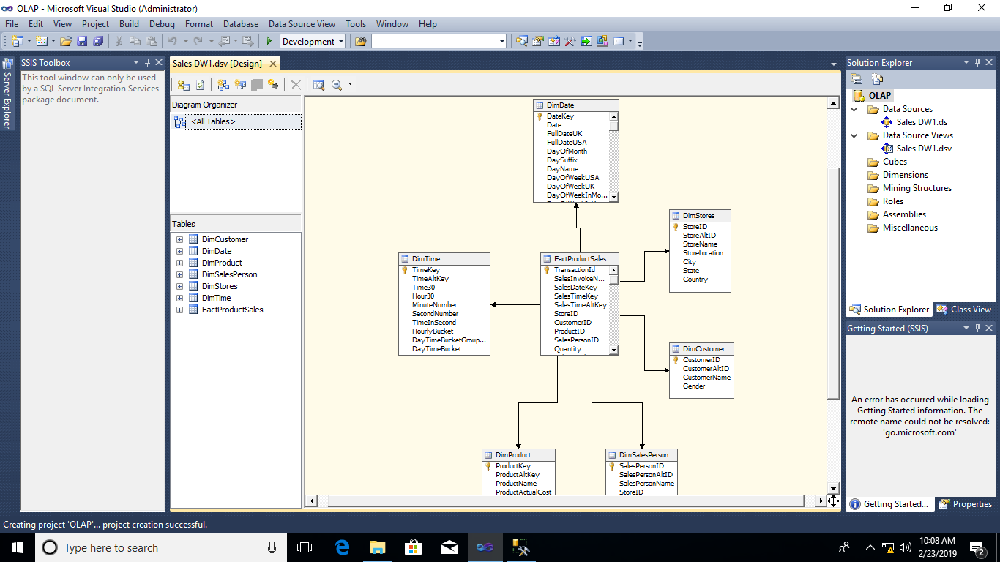 OLAP - Microsoft Visual Studio (Administrator)
File Edit View Project Build Debug Format Database Data Source View Tools Window Help
Development
Server Explorer
SSIS Toolbox
This tool window can only be used
by a SQL Server Integration Services
package document.
Sales DW1.dsv [Design]
Diagram Organizer
<All Tables>
Tables
DimCustomer
DimDate
DimProduct
DimSalesPerson
DimStores
DimTime
FactProductSales
DimDate
DateKey
Date
FullDateUK
FullDateUSA
DayOfMonth
DaySuffix
DayName
DayOfWeekUSA
DayOfWeekUK
DayOfWeekInMo...
DimStores
StoreID
StoreAltID
StoreName
StoreLocation
City
State
Country
DimTime
TimeKey
TimeAltKey
Time30
Hour30
MinuteNumber
SecondNumber
TimeInSecond
HourlyBucket
DayTimeBucketGroup...
DayTimeBucket
FactProductSales
TransactionId
SalesInvoiceN...
SalesDateKey
SalesTimeKey
SalesTimeAltKey
StoreID
CustomerID
ProductID
SalesPersonID
Quantity
DimCustomer
CustomerID
CustomerAltID
CustomerName
Gender
DimProduct
ProductKey
ProductAltKey
ProductName
ProductActualCost
DimSalesPerson
SalesPersonID
SalesPersonAltID
SalesPersonName
StoreID
Solution Explorer
OLAP
Data Sources
Sales DW1.ds
Data Source Views
Sales DW1.dsv
Cubes
Dimensions
Mining Structures
Roles
Assemblies
Miscellaneous
Solution Explorer Class View
Getting Started (SSIS)
An error has occurred while loading
Getting Started information. The
remote name could not be resolved:
'go.microsoft.com'
Getting Started... Properties
Creating project 'OLAP'... project creation successful.
Type here to search
10:08 AM
2/23/2019
2